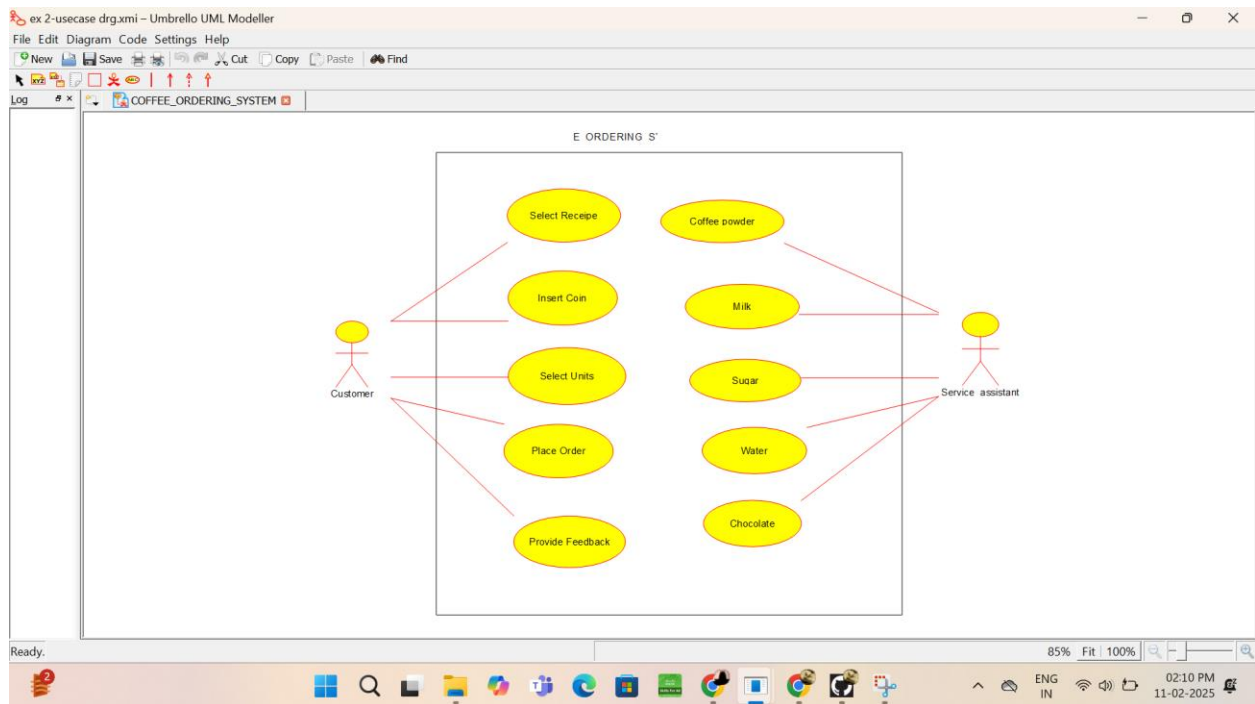 ex 2-usecase drg.xmi – Umbrello UML Modeller
File Edit Diagram Code Settings Help
New Save Cut Copy Paste Find
Log COFFEE_ORDERING_SYSTEM
E ORDERING S'
Select Receipe
Coffee powder
Insert Coin
Milk
Select Units
Sugar
Customer
Service assistant
Place Order
Water
Provide Feedback
Chocolate
Ready.
85% Fit 100%
2
ENG
IN
02:10 PM
11-02-2025